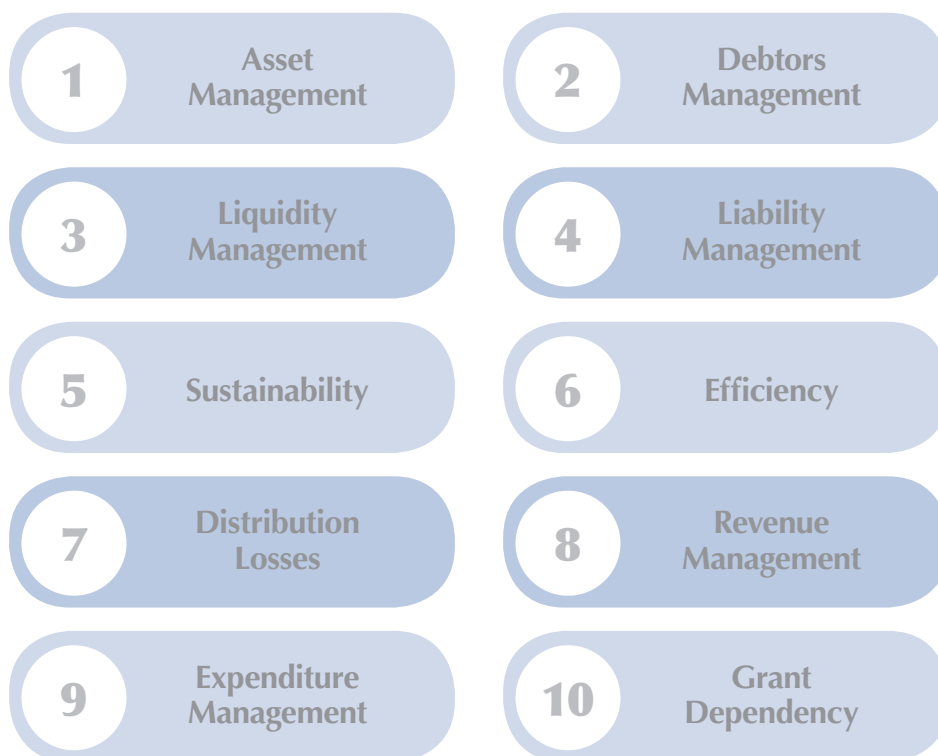 1
Asset
Management
2
Debtors
Management
3
Liquidity
Management
4
Liability
Management
5
Sustainability
6
Efficiency
7
Distribution
Losses
8
Revenue
Management
9
Expenditure
Management
10
Grant
Dependency